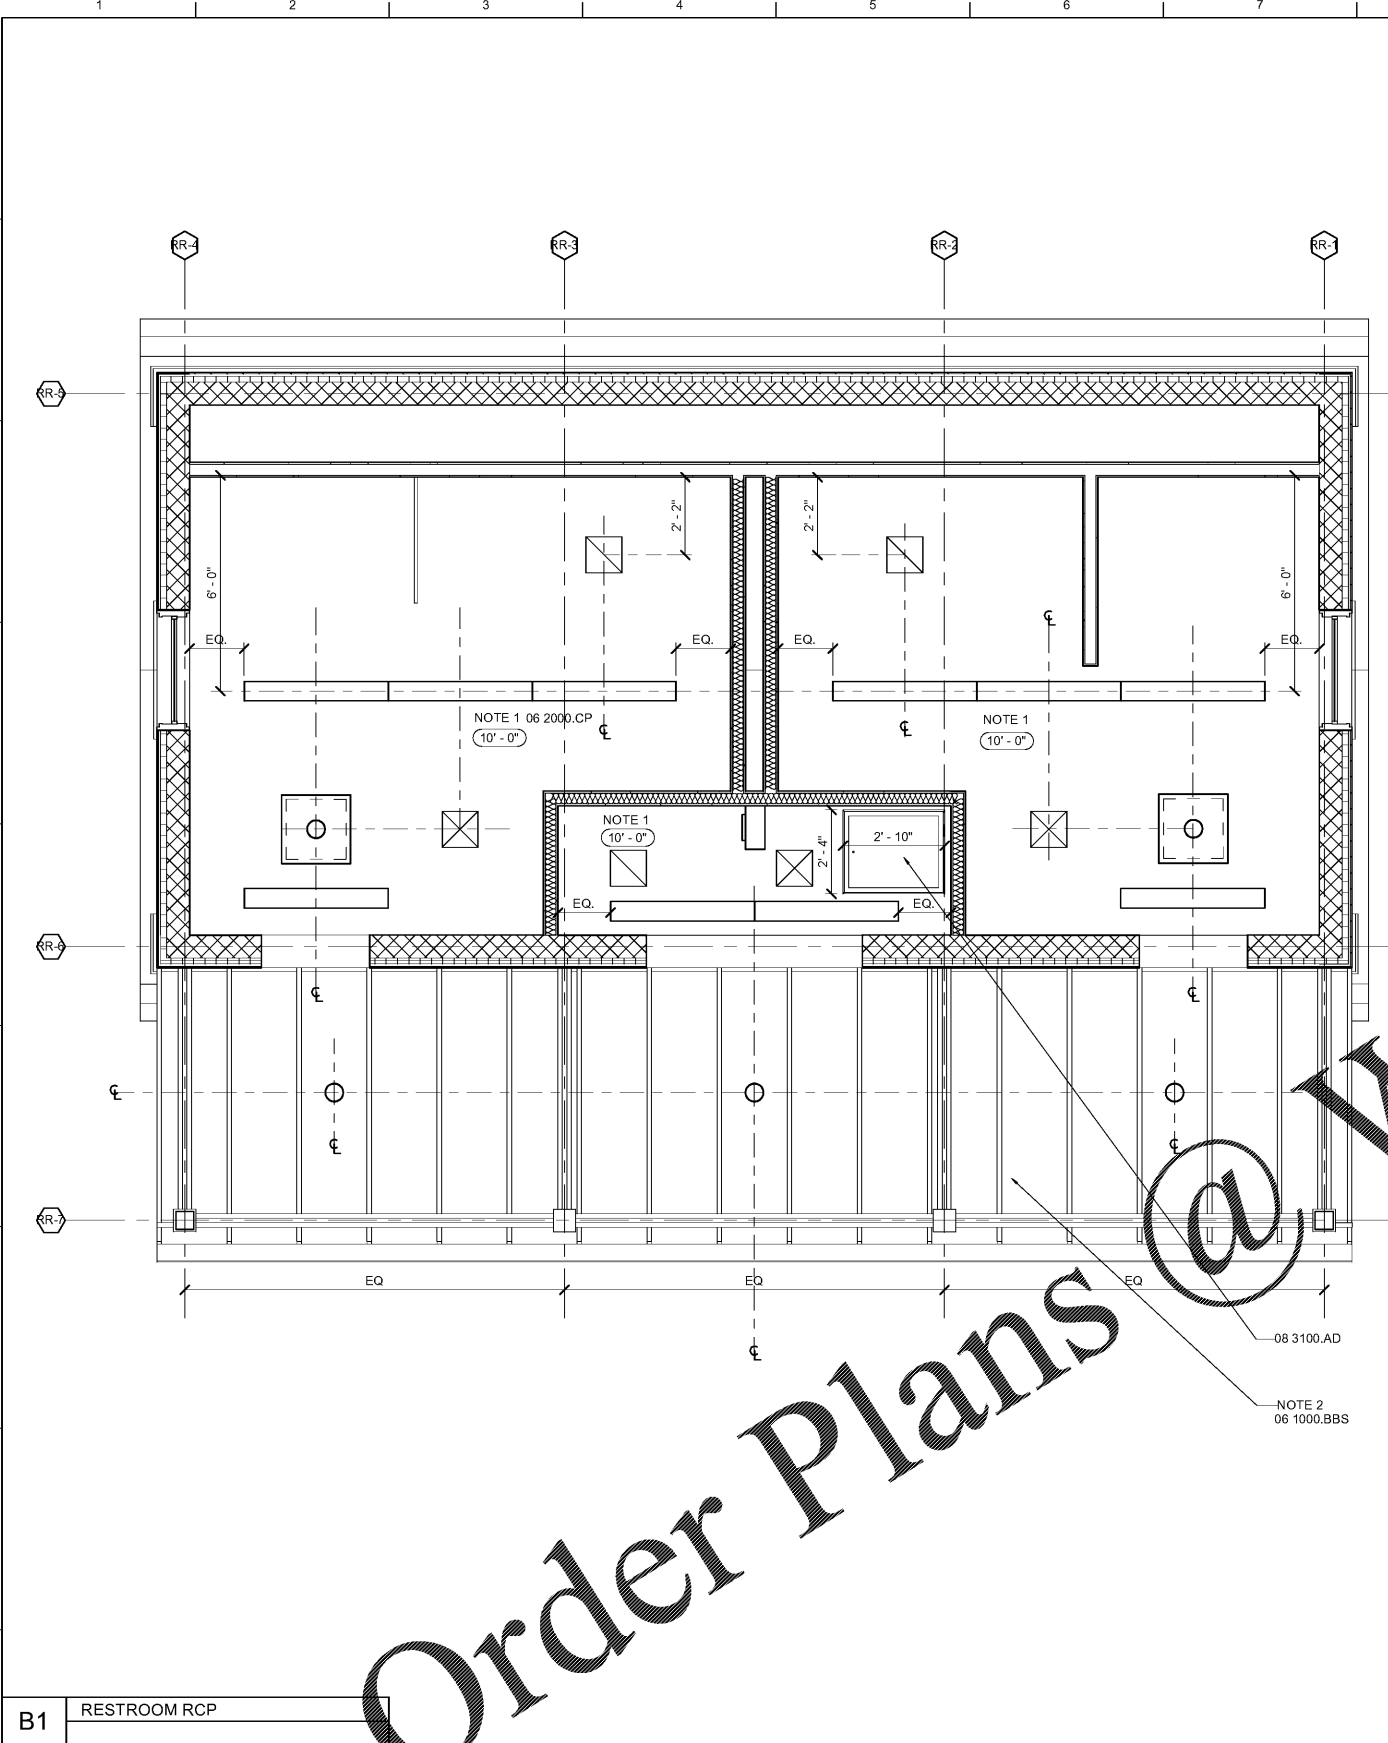 1 2 3 4 5 6 7
RR-4 RR-3 RR-2 RR-1
RR-5
2' - 2" 2' - 2"
6' - 0" 6' - 0"
℄
EQ. EQ. EQ. EQ.
NOTE 1 06 2000.CP
10' - 0"
℄
℄
NOTE 1
10' - 0"
NOTE 1
10' - 0"
2' - 4"
2' - 10"
EQ. EQ.
RR-6
℄ ℄
℄
℄ ℄
RR-7
EQ EQ EQ
℄
08 3100.AD
NOTE 2
06 1000.BBS
Order Plans @
B1 RESTROOM RCP